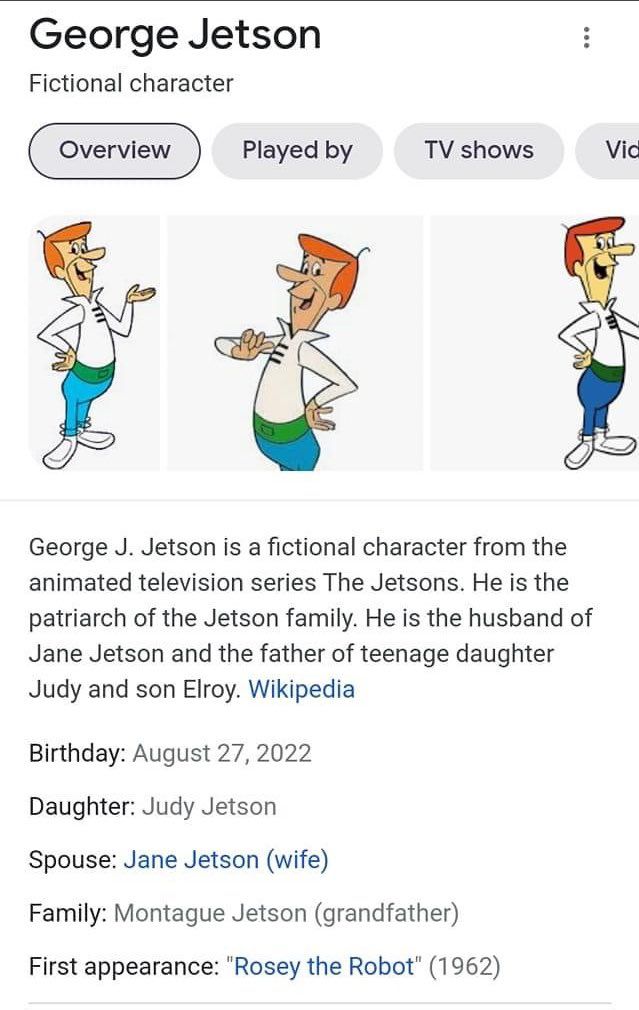 George Jetson
Fictional character
Overview
Played by
TV shows
Vid
George J. Jetson is a fictional character from the
animated television series The Jetsons. He is the
patriarch of the Jetson family. He is the husband of
Jane Jetson and the father of teenage daughter
Judy and son Elroy. Wikipedia
Birthday: August 27, 2022
Daughter: Judy Jetson
Spouse: Jane Jetson (wife)
Family: Montague Jetson (grandfather)
First appearance: "Rosey the Robot" (1962)